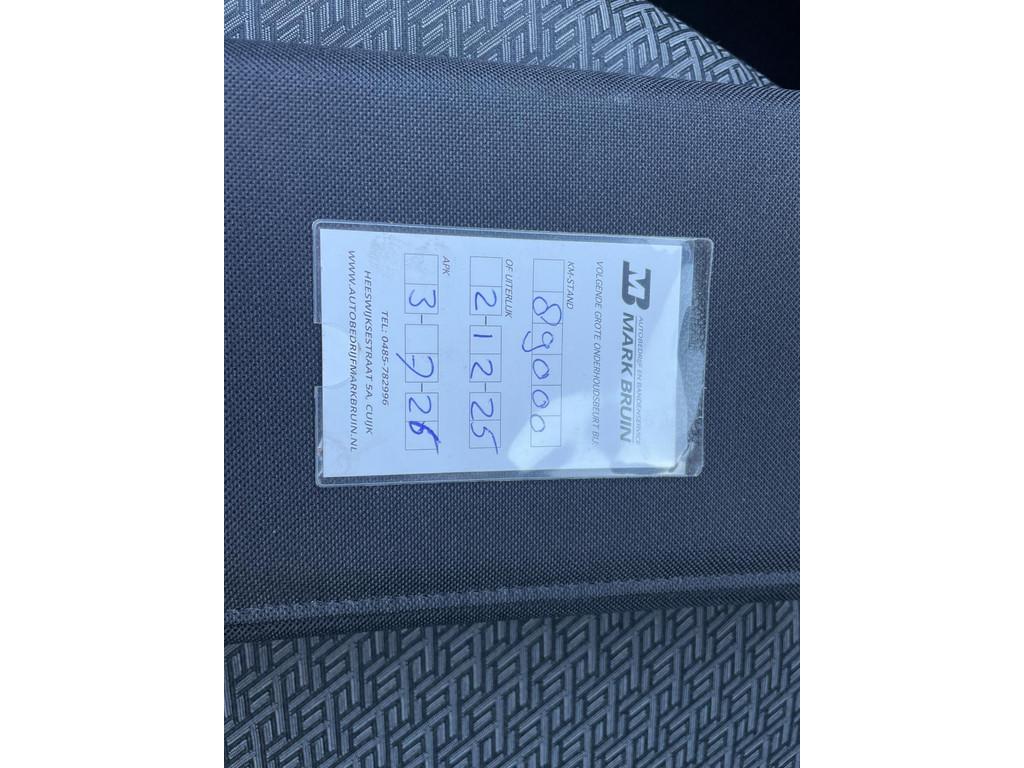 MB
AUTOBEDRIJF EN BANDENSERVICE
MARK BRUIN
VOLGENDE GROTE ONDERHOUDSBEURT BIJ:
KM-STAND
89000
OF UITERLIJK
2-12-25
APK
3-9-26
TEL: 0485-782996
HEESWIJKSESTRAAT 5A, CUIJK
WWW.AUTOBEDRIJFMARKBRUIN.NL